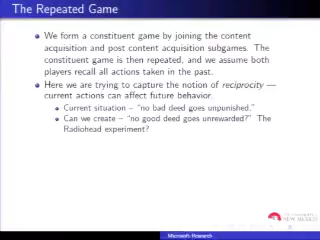 The Repeated Game
We form a constituent game by joining the content
acquisition and post content acquisition subgames. The
constituent game is then repeated, and we assume both
players recall all actions taken in the past.
Here we are trying to capture the notion of reciprocity —
current actions can affect future behavior.
Current situation – "no bad deed goes unpunished."
Can we create – "no good deed goes unrewarded?" The
Radiohead experiment?
NEW MEXICO
Microsoft Research